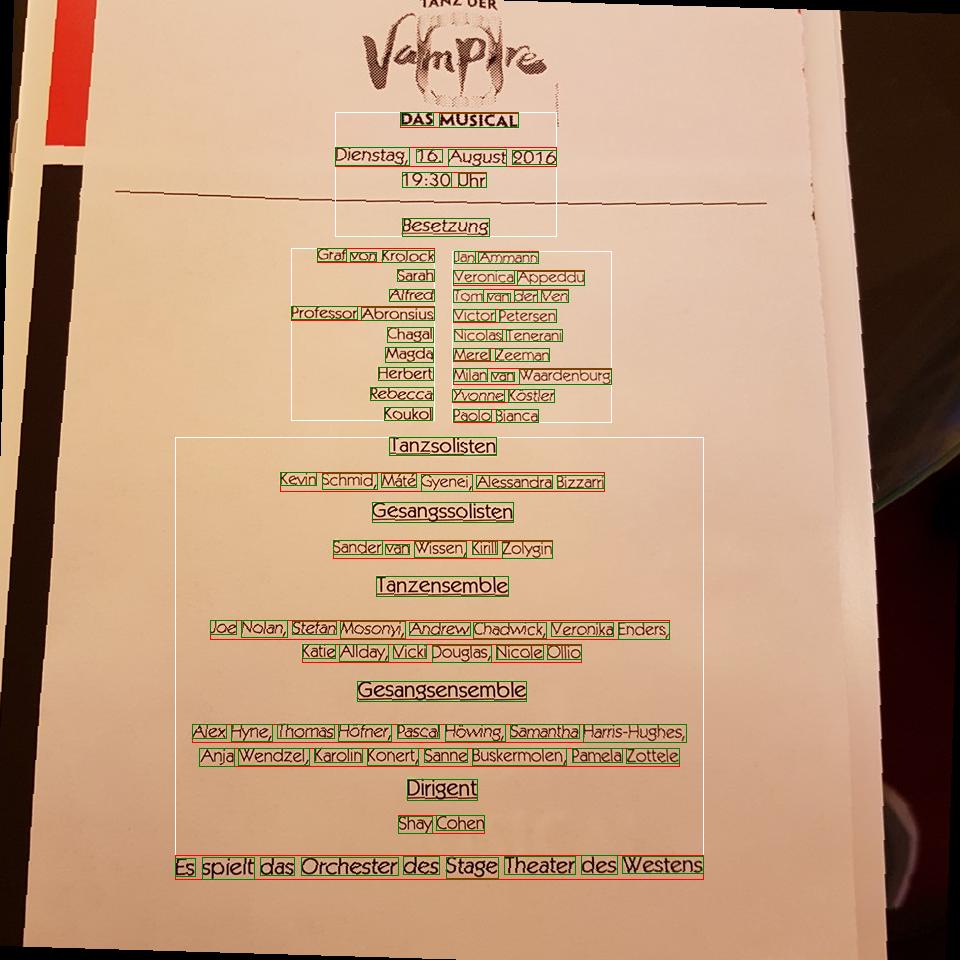 TANZ DER
Vampire
DAS MUSICAL
Dienstag, 16. August 2016
19:30 Uhr
Besetzung
Graf von Krolock Jan Ammann
Sarah Veronica Appeddu
Alfred Tom van der Ven
Professor Abronsius Victor Petersen
Chagal Nicolas Tenerani
Magda Merel Zeeman
Herbert Milan van Waardenburg
Rebecca Yvonne Köstler
Koukol Paolo Bianca
Tanzsolisten
Kevin Schmid, Máté Gyenei, Alessandra Bizzarri
Gesangssolisten
Sander van Wissen, Kirill Zolygin
Tanzensemble
Joe Nolan, Stefan Mosonyi, Andrew Chadwick, Veronika Enders,
Katie Allday, Vicki Douglas, Nicole Ollio
Gesangsensemble
Alex Hyne, Thomas Höfner, Pascal Höwing, Samantha Harris-Hughes,
Anja Wendzel, Karolin Konert, Sanne Buskermolen, Pamela Zottele
Dirigent
Shay Cohen
Es spielt das Orchester des Stage Theater des Westens